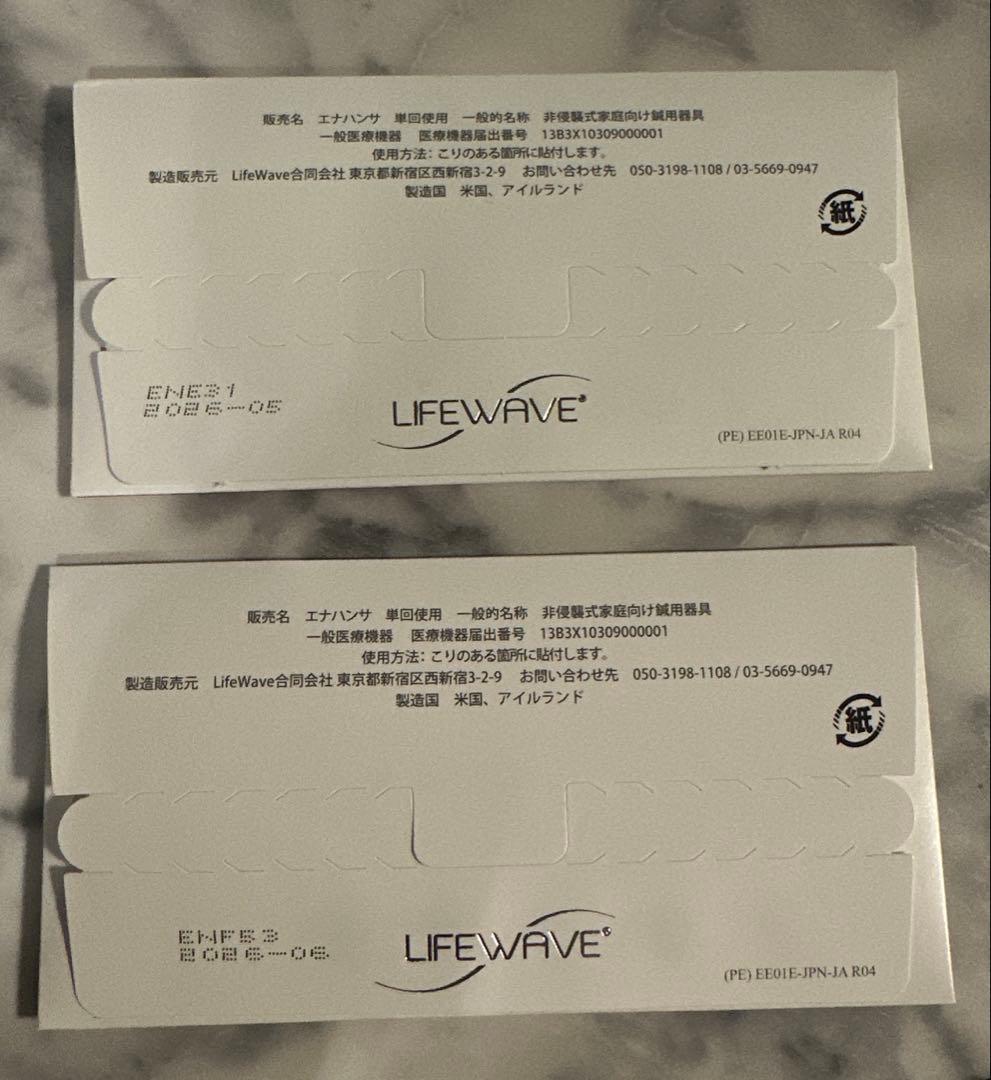 販売名 エナハンサ 単回使用 一般的名称 非侵襲式家庭向け鍼用器具
一般医療機器 医療機器届出番号 13B3X10309000001
使用方法：こりのある箇所に貼付します。
製造販売元 LifeWave合同会社 東京都新宿区西新宿3-2-9 お問い合わせ先 050-3198-1108 / 03-5669-0947
製造国 米国、アイルランド
紙
ENE31
2026-05
LIFEWAVE®
(PE) EE01E-JPN-JA R04
販売名 エナハンサ 単回使用 一般的名称 非侵襲式家庭向け鍼用器具
一般医療機器 医療機器届出番号 13B3X10309000001
使用方法：こりのある箇所に貼付します。
製造販売元 LifeWave合同会社 東京都新宿区西新宿3-2-9 お問い合わせ先 050-3198-1108 / 03-5669-0947
製造国 米国、アイルランド
紙
ENF53
2026-06
LIFEWAVE®
(PE) EE01E-JPN-JA R04